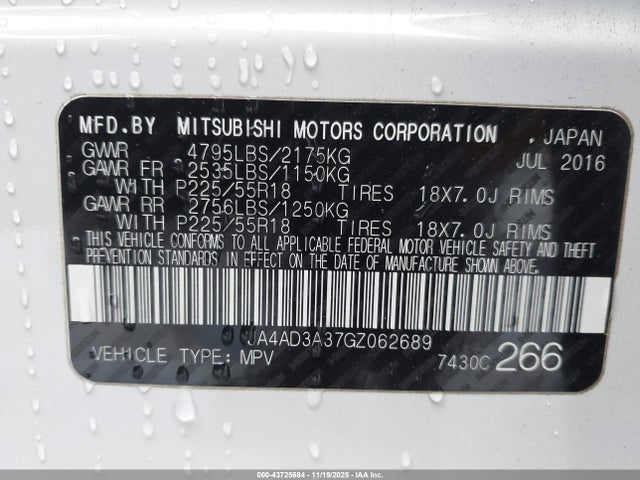 MFD.BY MITSUBISHI MOTORS CORPORATION , JAPAN
GVWR 4795LBS/2175KG JUL 2016
GAWR FR 2535LBS/1150KG
WITH P225/55R18 TIRES 18X7.0J RIMS
GAWR RR 2756LBS/1250KG
WITH P225/55R18 TIRES 18X7.0J RIMS
THIS VEHICLE CONFORMS TO ALL APPLICABLE FEDERAL MOTOR VEHICLE SAFETY AND THEFT
PREVENTION STANDARDS IN EFFECT ON THE DATE OF MANUFACTURE SHOWN ABOVE.
JA4AD3A37GZ062689
VEHICLE TYPE: MPV 7430C 266
000-43725684 - 11/19/2025 - IAAI, Inc.